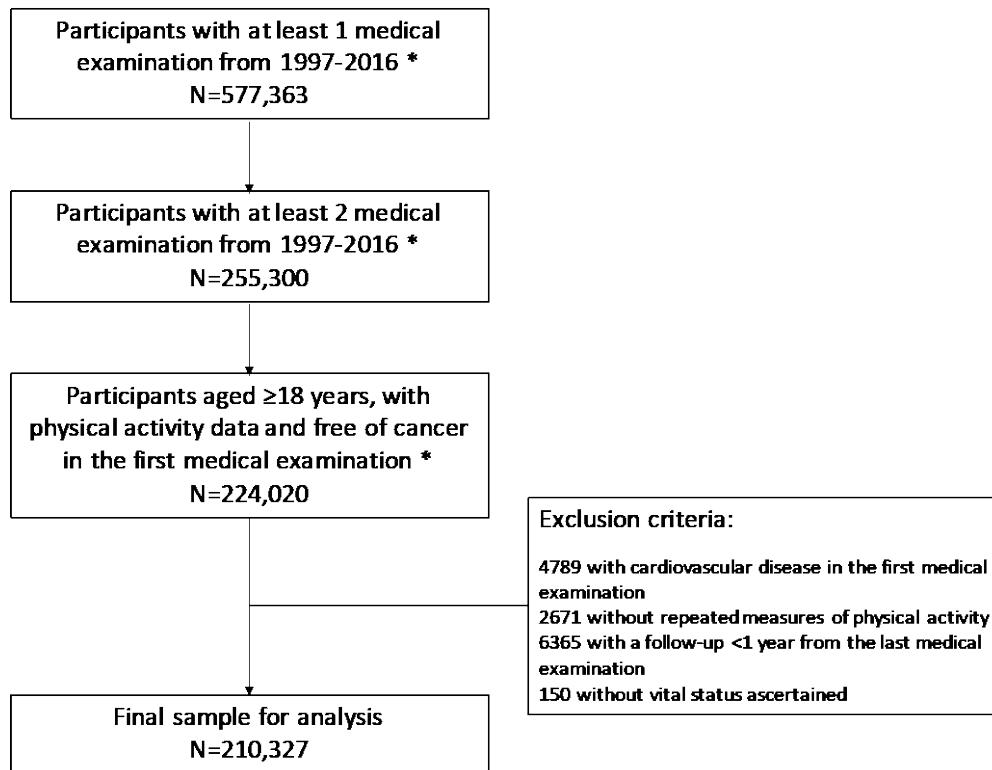 Participants with at least 1 medical
examination from 1997-2016 *
N=577,363
Participants with at least 2 medical
examination from 1997-2016 *
N=255,300
Participants aged ≥18 years, with
physical activity data and free of cancer
in the first medical examination *
N=224,020
Exclusion criteria:
4789 with cardiovascular disease in the first medical
examination
2671 without repeated measures of physical activity
6365 with a follow-up <1 year from the last medical
examination
150 without vital status ascertained
Final sample for analysis
N=210,327